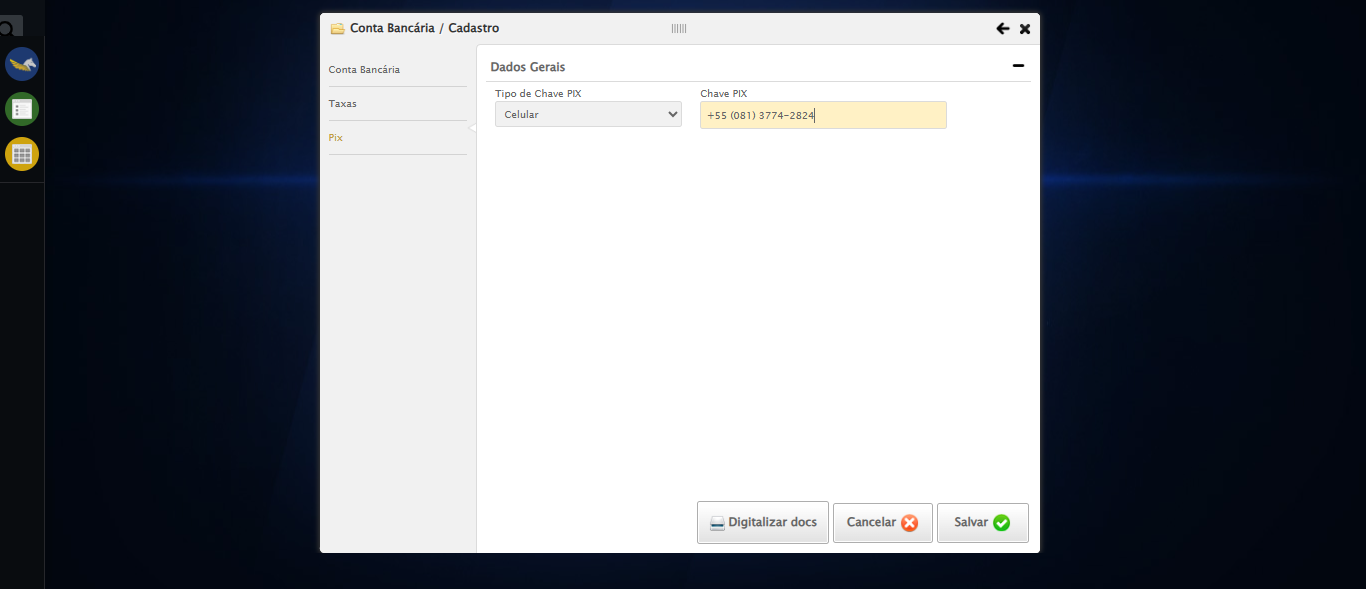 Conta Bancária / Cadastro
Conta Bancária
Taxas
Pix
Dados Gerais
Tipo de Chave PIX
Chave PIX
Celular
+55 (081) 3774-2824
Digitalizar docs
Cancelar
Salvar